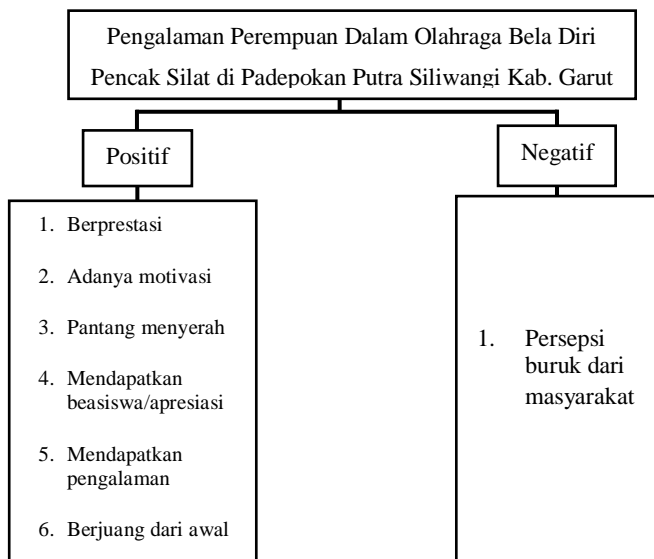 Pengalaman Perempuan Dalam Olahraga Bela Diri
Pencak Silat di Padepokan Putra Siliwangi Kab. Garut
Positif
Negatif
1. Berprestasi
2. Adanya motivasi
3. Pantang menyerah
4. Mendapatkan
beasiswa/apresiasi
5. Mendapatkan
pengalaman
6. Berjuang dari awal
1. Persepsi
buruk dari
masyarakat